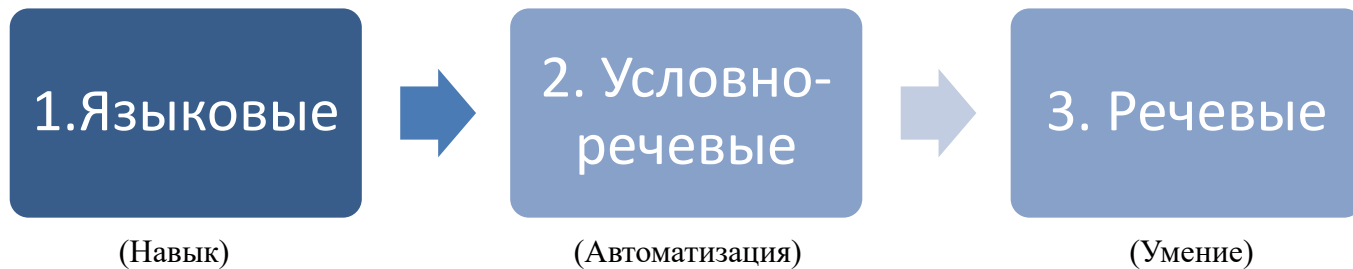 1.Языковые
2. Условно-
речевые
3. Речевые
(Навык)
(Автоматизация)
(Умение)